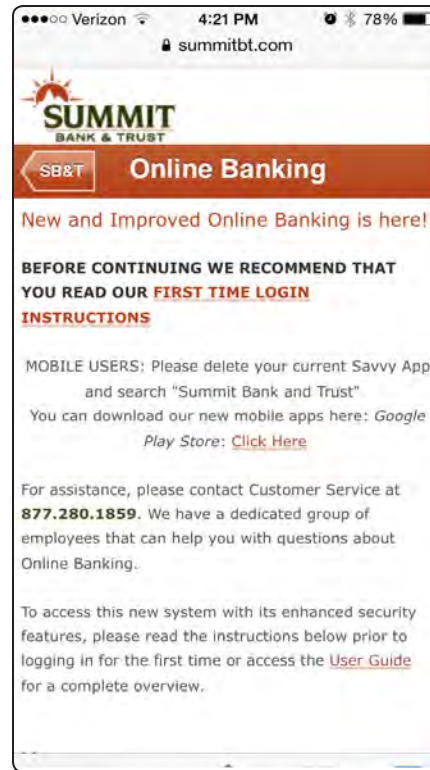 Verizon 4:21 PM 78%
summitbt.com
SUMMIT
BANK & TRUST
SB&T Online Banking
New and Improved Online Banking is here!
BEFORE CONTINUING WE RECOMMEND THAT
YOU READ OUR FIRST TIME LOGIN
INSTRUCTIONS
MOBILE USERS: Please delete your current Savvy App
and search "Summit Bank and Trust"
You can download our new mobile apps here: Google
Play Store: Click Here
For assistance, please contact Customer Service at
877.280.1859. We have a dedicated group of
employees that can help you with questions about
Online Banking.
To access this new system with its enhanced security
features, please read the instructions below prior to
logging in for the first time or access the User Guide
for a complete overview.